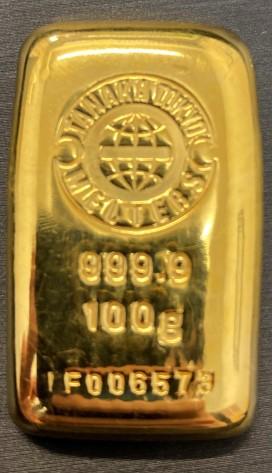 TANAKA KIKINZOKU
MELTERS
999.9
100g